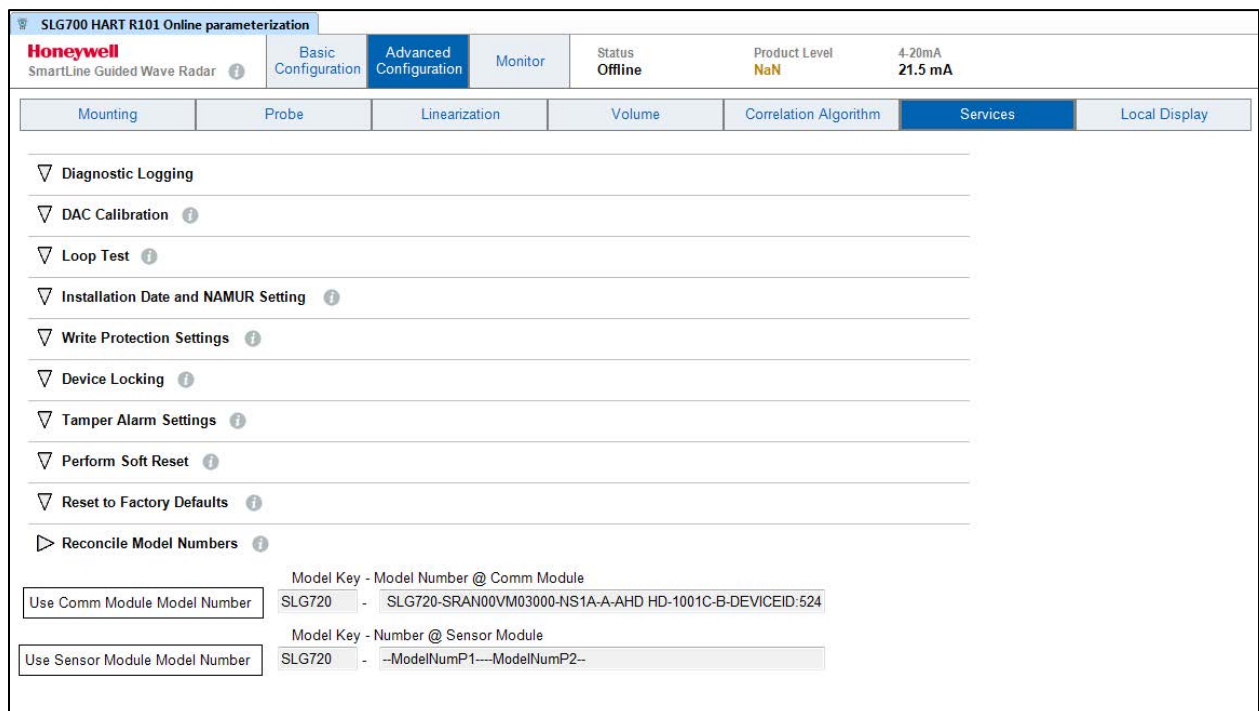 SLG700 HART R101 Online parameterization
Honeywell
SmartLine Guided Wave Radar
Basic Configuration
Advanced Configuration
Monitor
Status
Offline
Product Level
NaN
4-20mA
21.5 mA
Mounting Probe Linearization Volume Correlation Algorithm Services Local Display
Diagnostic Logging
DAC Calibration
Loop Test
Installation Date and NAMUR Setting
Write Protection Settings
Device Locking
Tamper Alarm Settings
Perform Soft Reset
Reset to Factory Defaults
Reconcile Model Numbers
Model Key - Model Number @ Comm Module
Use Comm Module Model Number SLG720 - SLG720-SRAN00VM03000-NS1A-A-AHD HD-1001C-B-DEVICEID:524
Model Key - Number @ Sensor Module
Use Sensor Module Model Number SLG720 - --ModelNumP1----ModelNumP2--